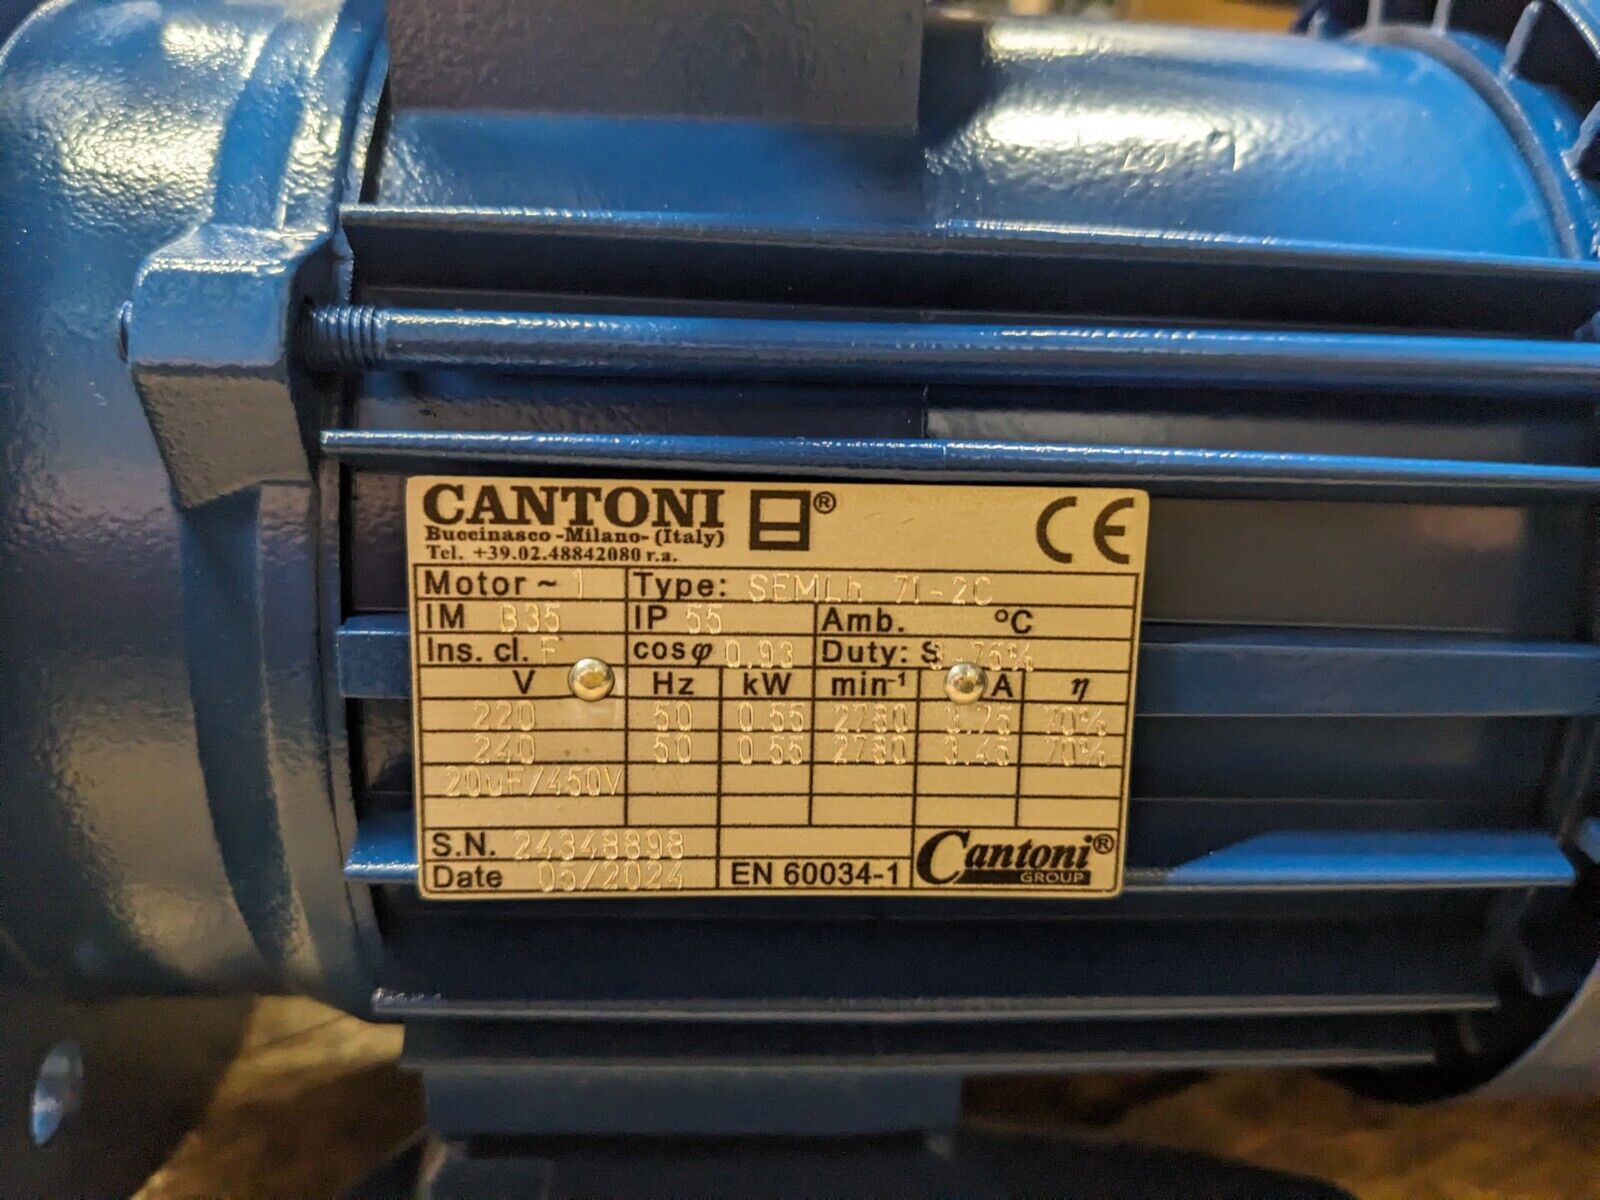 CANTONI ®
Buccinasco -Milano- (Italy)
Tel. +39.02.48842080 r.a.
CE
Motor ~ 1 Type: SEMLh 71-2C
IM B35 IP 55 Amb. °C
Ins. cl. F cosφ 0.93 Duty: S
V Hz kW min-1 A η
220 50 0.55 2780 3.75 70%
240 50 0.55 2780 3.45 70%
20uF/450V
S.N. 24348898
Date 05/2024 EN 60034-1 Cantoni®
GROUP